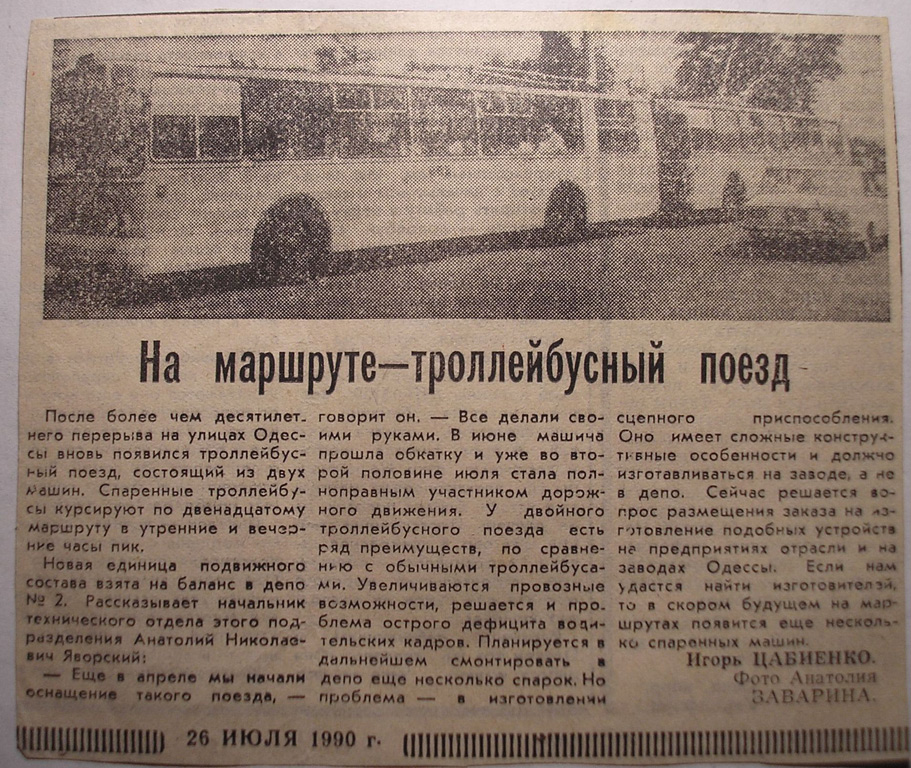 На маршруте—троллейбусный поезд
После более чем десятилет-
него перерыва на улицах Одес-
сы вновь появился троллейбус-
ный поезд, состоящий из двух
машин. Спаренные троллейбу-
сы курсируют по двенадцатому
маршруту в утренние и вечер-
ние часы пик.
Новая единица подвижного
состава взята на баланс в депо
№ 2. Рассказывает начальник
технического отдела этого под-
разделения Анатолий Николае-
вич Яворский:
— Еще в апреле мы начали
оснащение такого поезда, —
говорит он. — Все делали сво-
ими руками. В июне машина
прошла обкатку и уже во вто-
рой половине июля стала пол-
ноправным участником дорож-
ного движения. У двойного
троллейбусного поезда есть
ряд преимуществ, по сравне-
нию с обычными троллейбуса-
ми. Увеличиваются провозные
возможности, решается и про-
блема острого дефицита води-
тельских кадров. Планируется в
дальнейшем смонтировать в
депо еще несколько спарок. Но
проблема — в изготовлении
сцепного приспособления.
Оно имеет сложные конструк-
тивные особенности и должно
изготавливаться на заводе, а не
в депо. Сейчас решается во-
прос размещения заказа на из-
готовление подобных устройств
на предприятиях отрасли и на
заводах Одессы. Если нам
удастся найти изготовителей,
то в скором будущем на мар-
шрутах появится еще несколь-
ко спаренных машин.
Игорь ЦАБИЕНКО.
Фото Анатолия
ЗАВАРИНА.
26 ИЮЛЯ 1990 г.